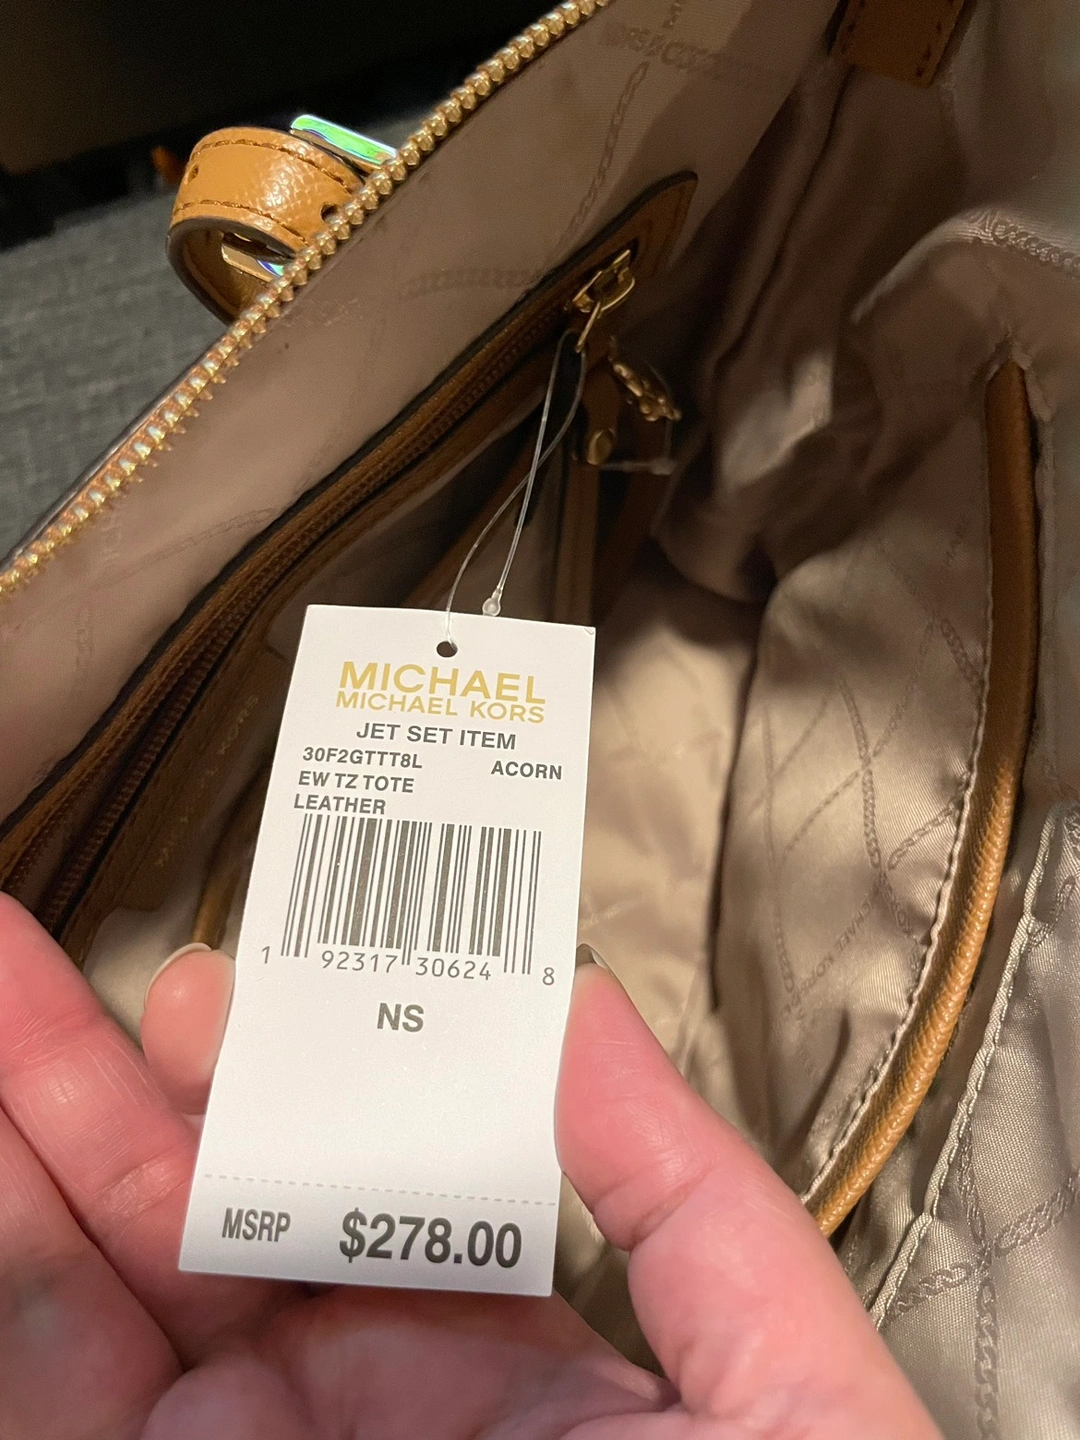 MICHAEL
MICHAEL KORS
JET SET ITEM
30F2GTTT8L ACORN
EW TZ TOTE
LEATHER
1 92317 30624 8
NS
MSRP $278.00